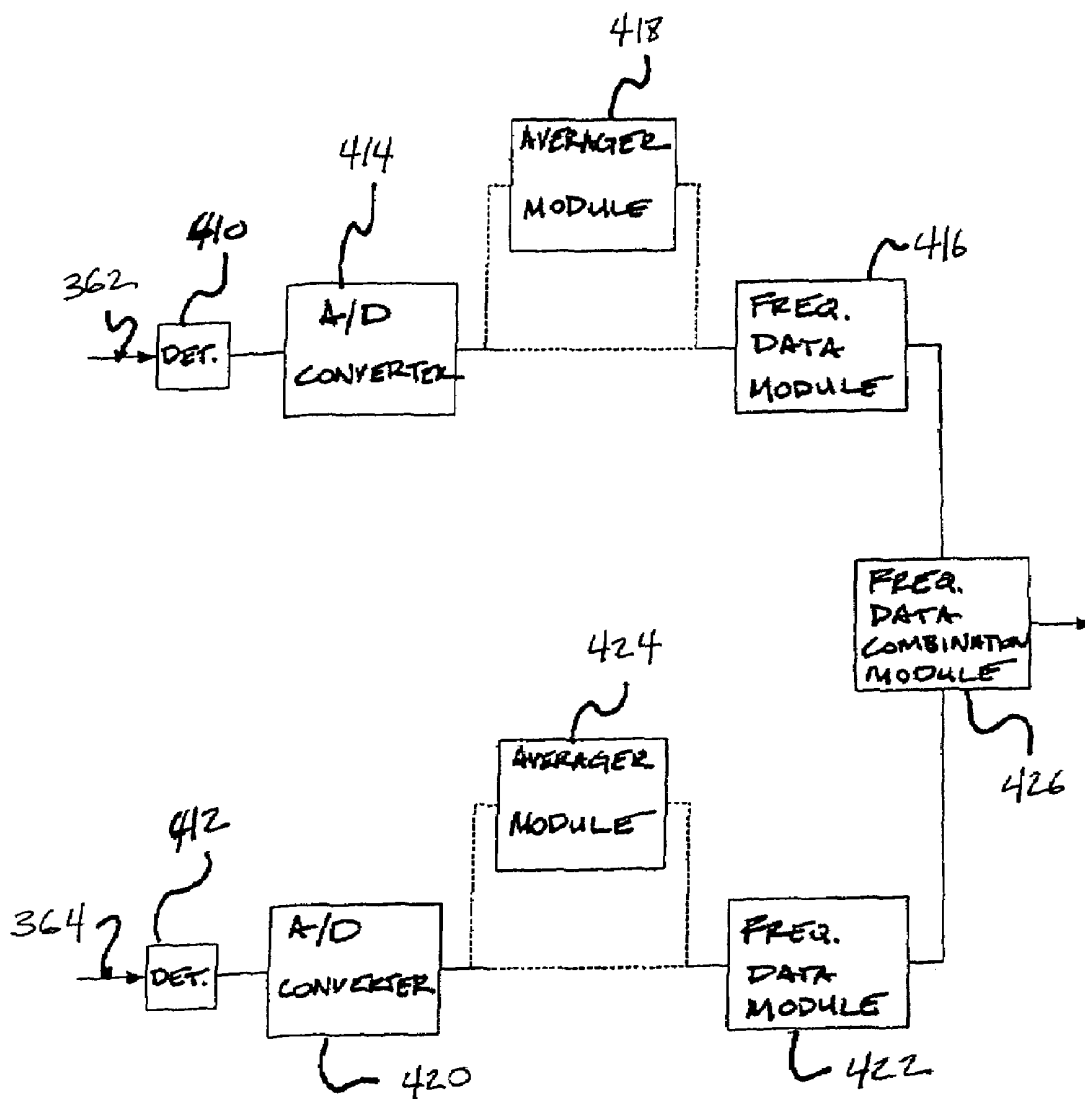 418
AVERAGER
MODULE
414
410
362
DET.
A/D
CONVERTER
416
FREQ.
DATA
MODULE
FREQ.
DATA
COMBINATION
MODULE
426
424
AVERAGER
MODULE
412
364
DET.
A/D
CONVERTER
420
FREQ.
DATA
MODULE
422